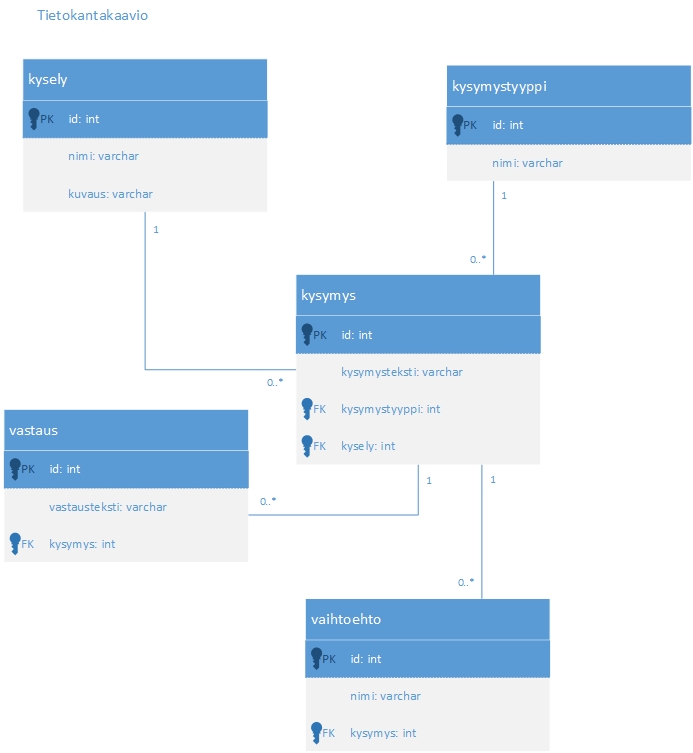 Tietokantakaavio
kysely
PK id: int
nimi: varchar
kuvaus: varchar
1
0..*
kysymystyyppi
PK id: int
nimi: varchar
1
0..*
kysymys
PK id: int
kysymysteksti: varchar
FK kysymystyyppi: int
FK kysely: int
1
1
0..*
0..*
vastaus
PK id: int
vastausteksti: varchar
FK kysymys: int
vaihtoehto
PK id: int
nimi: varchar
FK kysymys: int